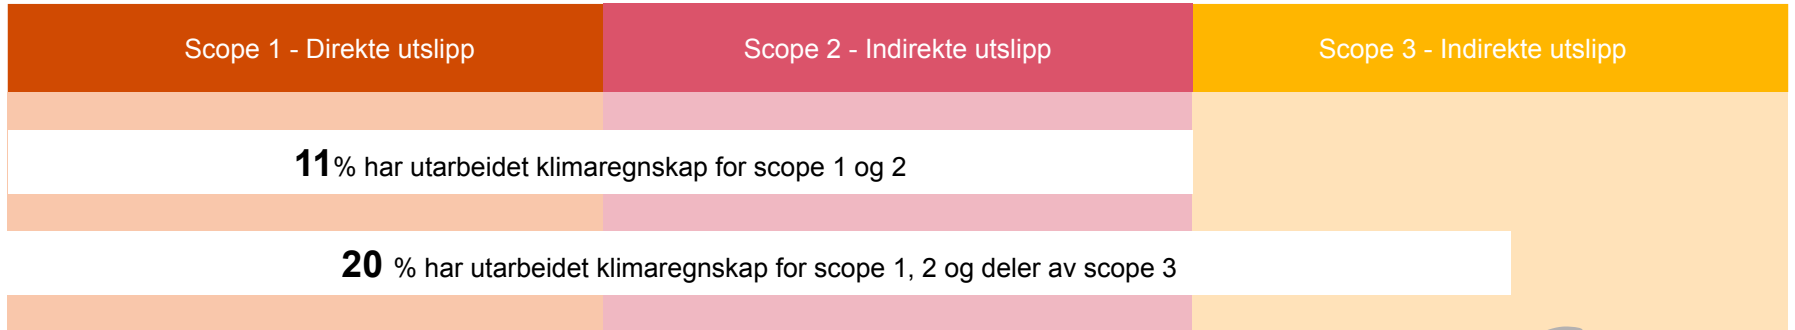 Scope 1 - Direkte utslipp
Scope 2 - Indirekte utslipp
Scope 3 - Indirekte utslipp
11% har utarbeidet klimaregnskap for scope 1 og 2
20 % har utarbeidet klimaregnskap for scope 1, 2 og deler av scope 3